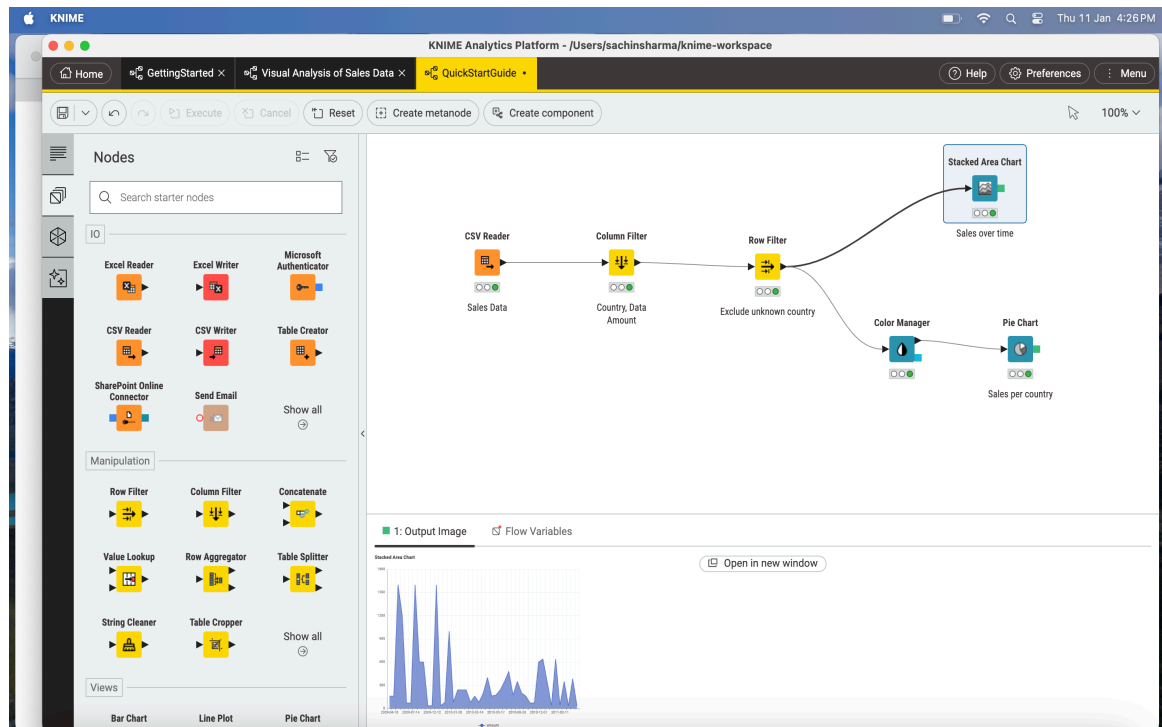 KNIME
Thu 11 Jan 4:26 PM
KNIME Analytics Platform - /Users/sachinsharma/knime-workspace
Home
GettingStarted
Visual Analysis of Sales Data
QuickStartGuide
Help
Preferences
Menu
Execute
Cancel
Reset
Create metanode
Create component
100%
Nodes
Search starter nodes
IO
Excel Reader
Excel Writer
Microsoft
Authenticator
CSV Reader
CSV Writer
Table Creator
SharePoint Online
Connector
Send Email
Show all
Manipulation
Row Filter
Column Filter
Concatenate
Value Lookup
Row Aggregator
Table Splitter
String Cleaner
Table Cropper
Show all
Views
Bar Chart
Line Plot
Pie Chart
Stacked Area Chart
Sales over time
CSV Reader
Sales Data
Column Filter
Country, Data
Amount
Row Filter
Exclude unknown country
Color Manager
Pie Chart
Sales per country
1: Output Image
Flow Variables
Open in new window
Stacked Area Chart